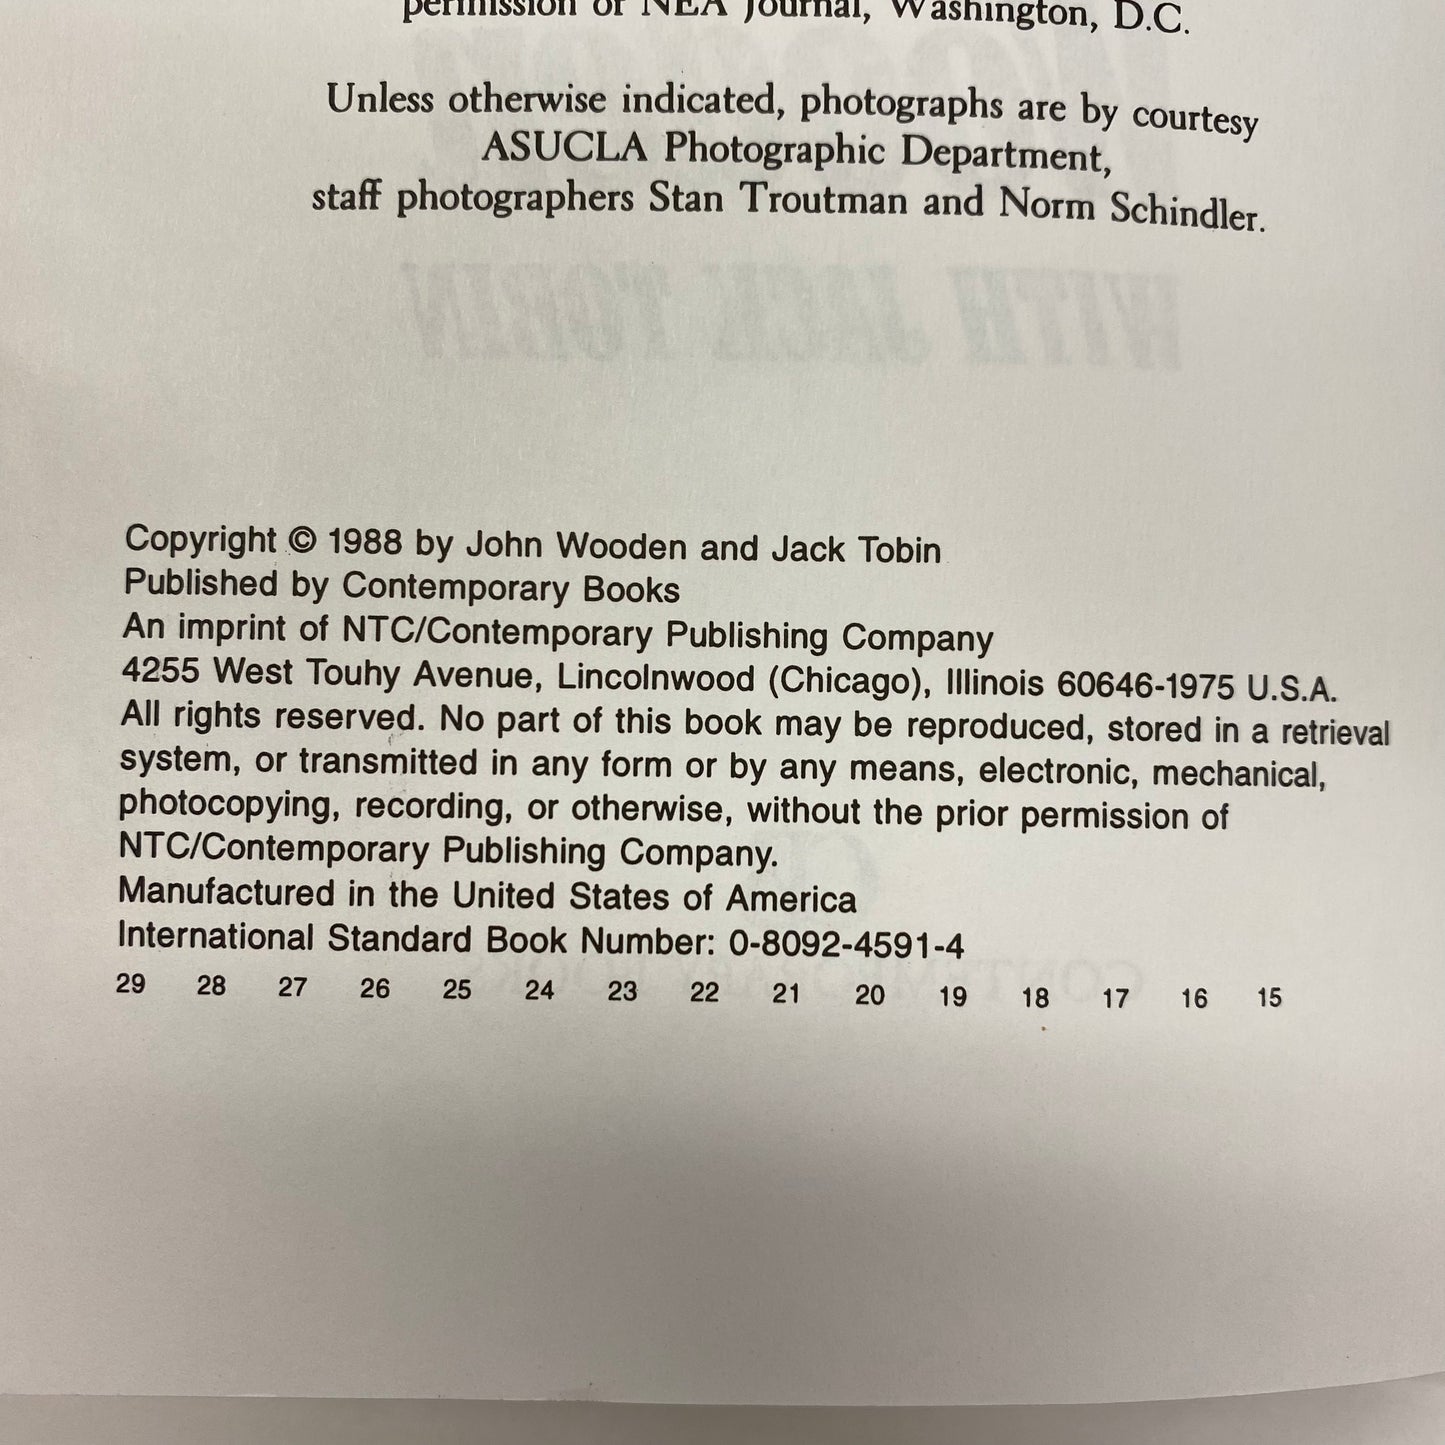 permission of NEA Journal, Washington, D.C.
Unless otherwise indicated, photographs are by courtesy
ASUCLA Photographic Department,
staff photographers Stan Troutman and Norm Schindler.
WITH JACK TOBIN
Copyright © 1988 by John Wooden and Jack Tobin
Published by Contemporary Books
An imprint of NTC/Contemporary Publishing Company
4255 West Touhy Avenue, Lincolnwood (Chicago), Illinois 60646-1975 U.S.A.
All rights reserved. No part of this book may be reproduced, stored in a retrieval
system, or transmitted in any form or by any means, electronic, mechanical,
photocopying, recording, or otherwise, without the prior permission of
NTC/Contemporary Publishing Company.
Manufactured in the United States of America
International Standard Book Number: 0-8092-4591-4
29 28 27 26 25 24 23 22 21 20 19 18 17 16 15